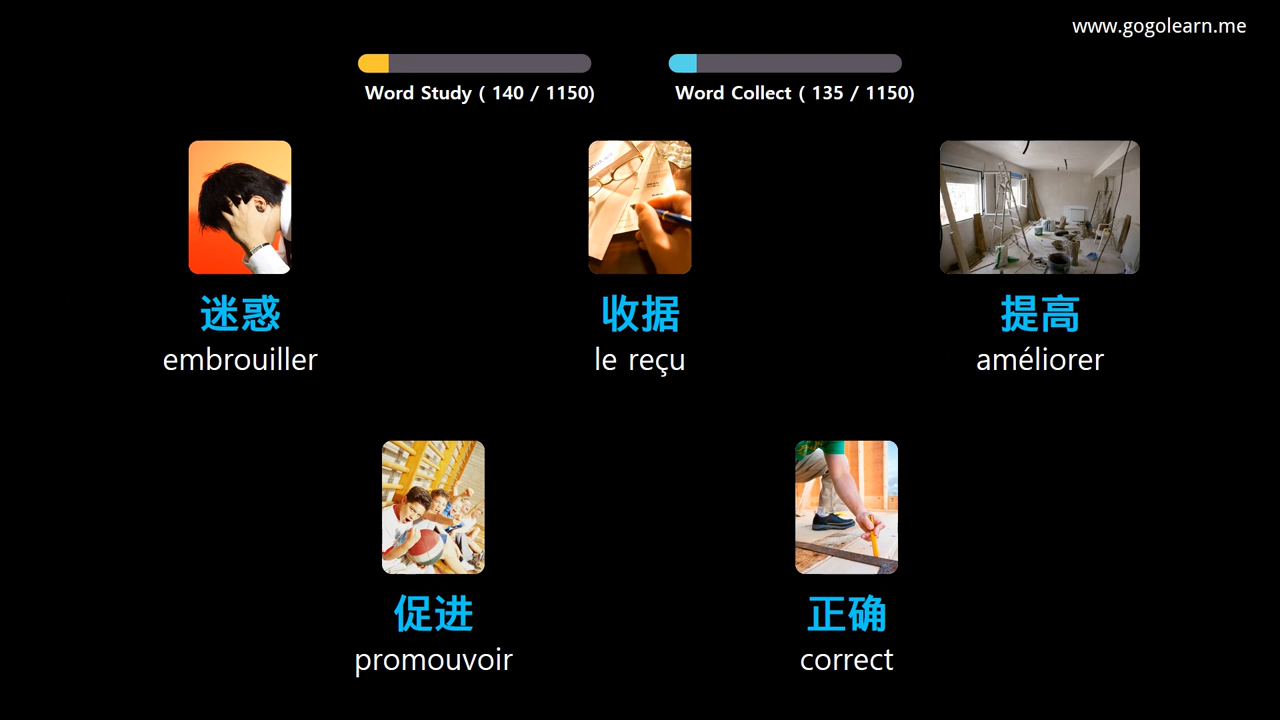 www.gogolearn.me
Word Study ( 140 / 1150)
Word Collect ( 135 / 1150)
迷惑
embrouiller
收据
le reçu
提高
améliorer
促进
promouvoir
正确
correct